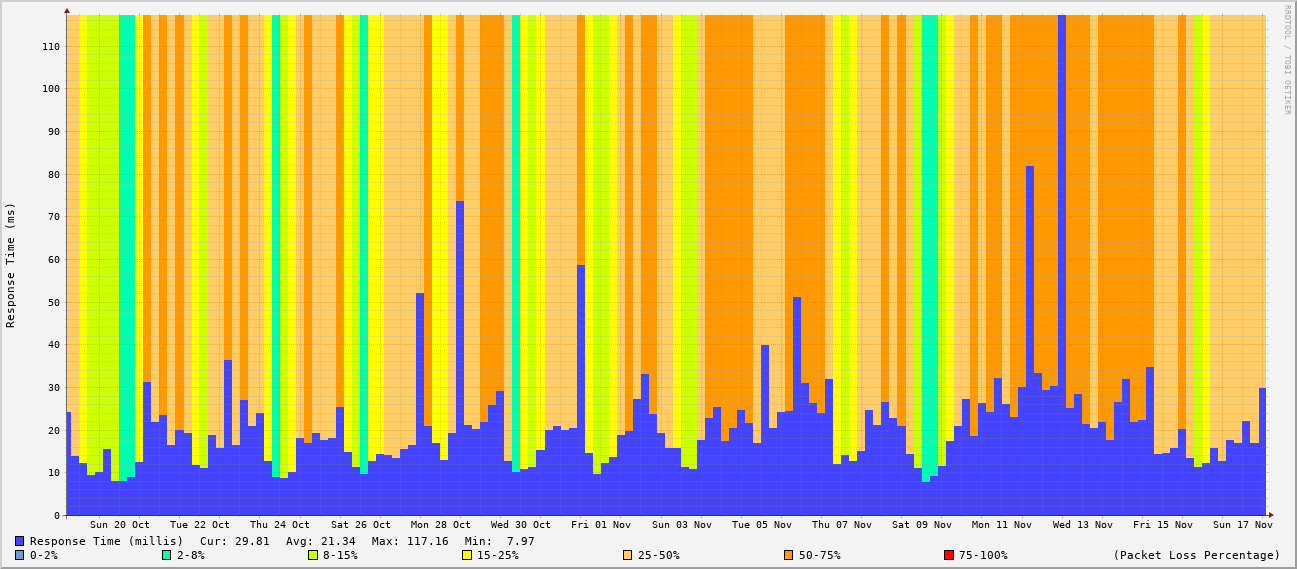 RRDTOOL / TOBI OETIKER
Response Time (ms)
110
100
90
80
70
60
50
40
30
20
10
0
Sun 20 Oct Tue 22 Oct Thu 24 Oct Sat 26 Oct Mon 28 Oct Wed 30 Oct Fri 01 Nov Sun 03 Nov Tue 05 Nov Thu 07 Nov Sat 09 Nov Mon 11 Nov Wed 13 Nov Fri 15 Nov Sun 17 Nov
Response Time (millis) Cur: 29.81 Avg: 21.34 Max: 117.16 Min: 7.97
0-2% 2-8% 8-15% 15-25% 25-50% 50-75% 75-100% (Packet Loss Percentage)